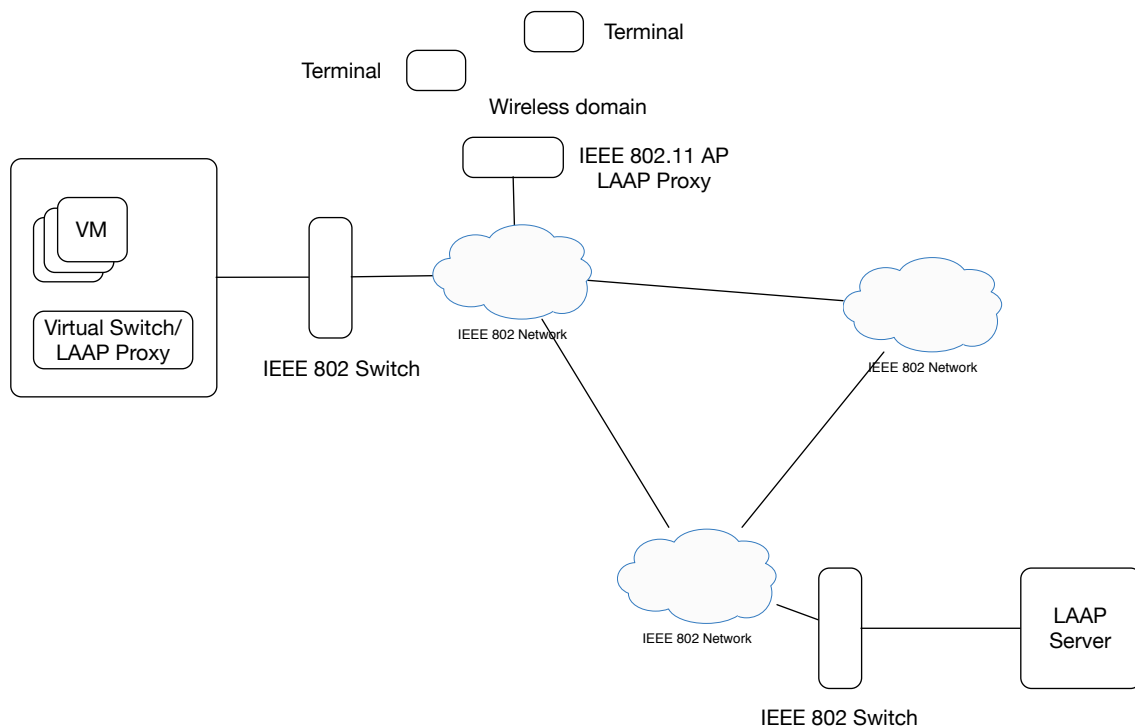 Terminal
Terminal
Wireless domain
IEEE 802.11 AP
LAAP Proxy
VM
Virtual Switch/
LAAP Proxy
IEEE 802 Switch
IEEE 802 Network
IEEE 802 Network
IEEE 802 Network
LAAP
Server
IEEE 802 Switch